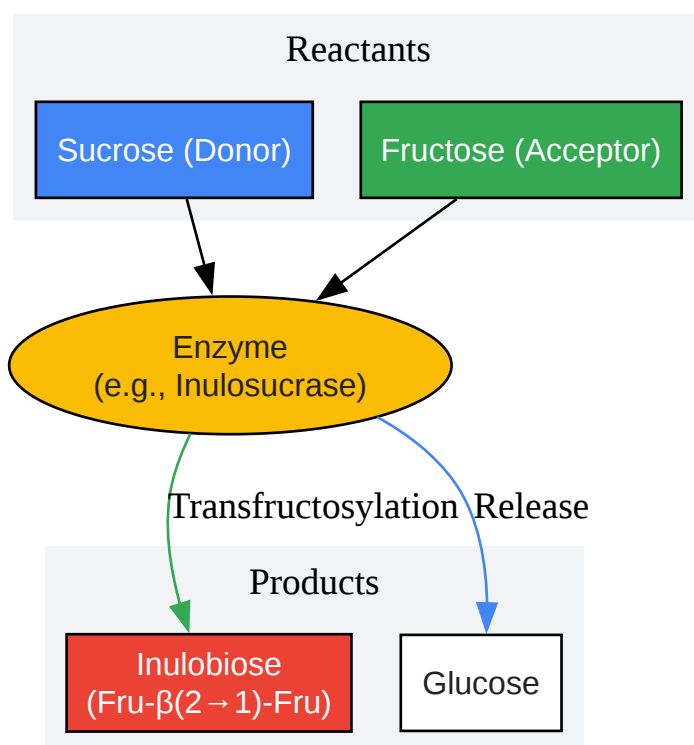 Reactants
Sucrose (Donor)
Fructose (Acceptor)
Enzyme
(e.g., Inulosucrase)
Transfructosylation
Release
Products
Inulobiose
(Fru-β(2→1)-Fru)
Glucose